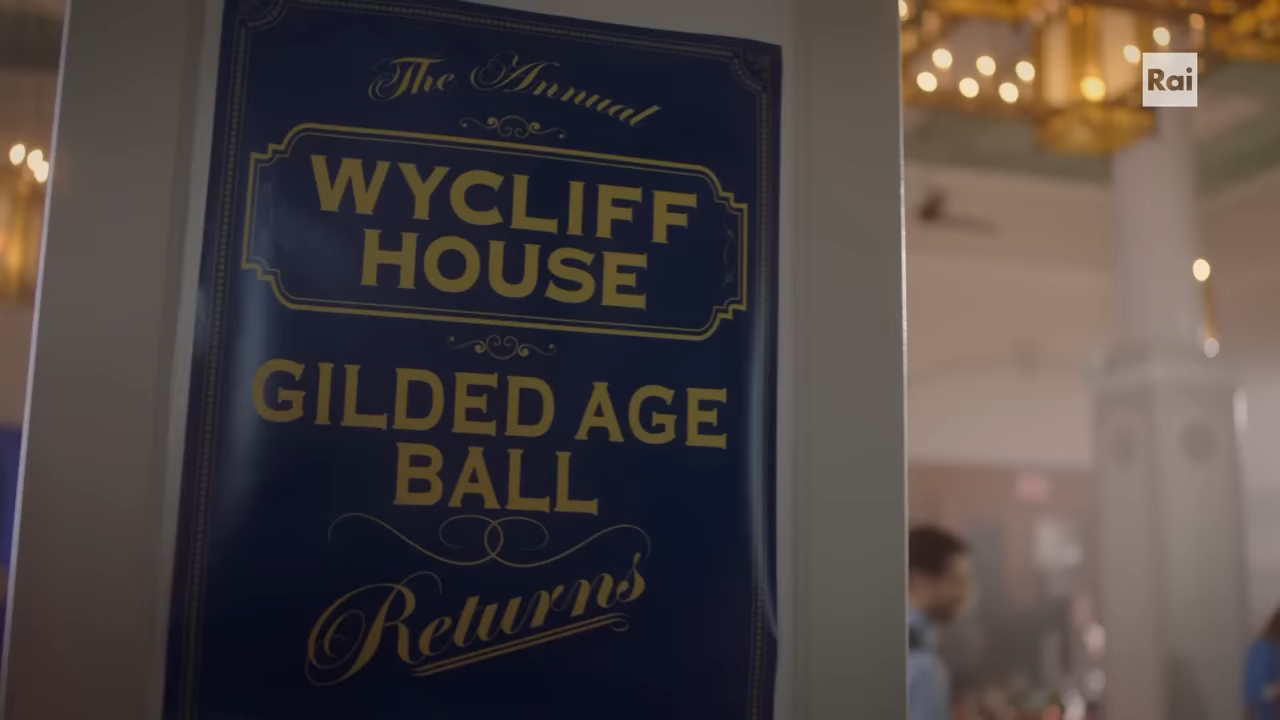 The Annual
WYCLIFF
HOUSE
GILDED AGE
BALL
Returns
Rai